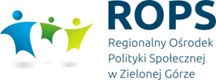 ROPS
Regionalny Ośrodek
Polityki Społecznej
w Zielonej Górze